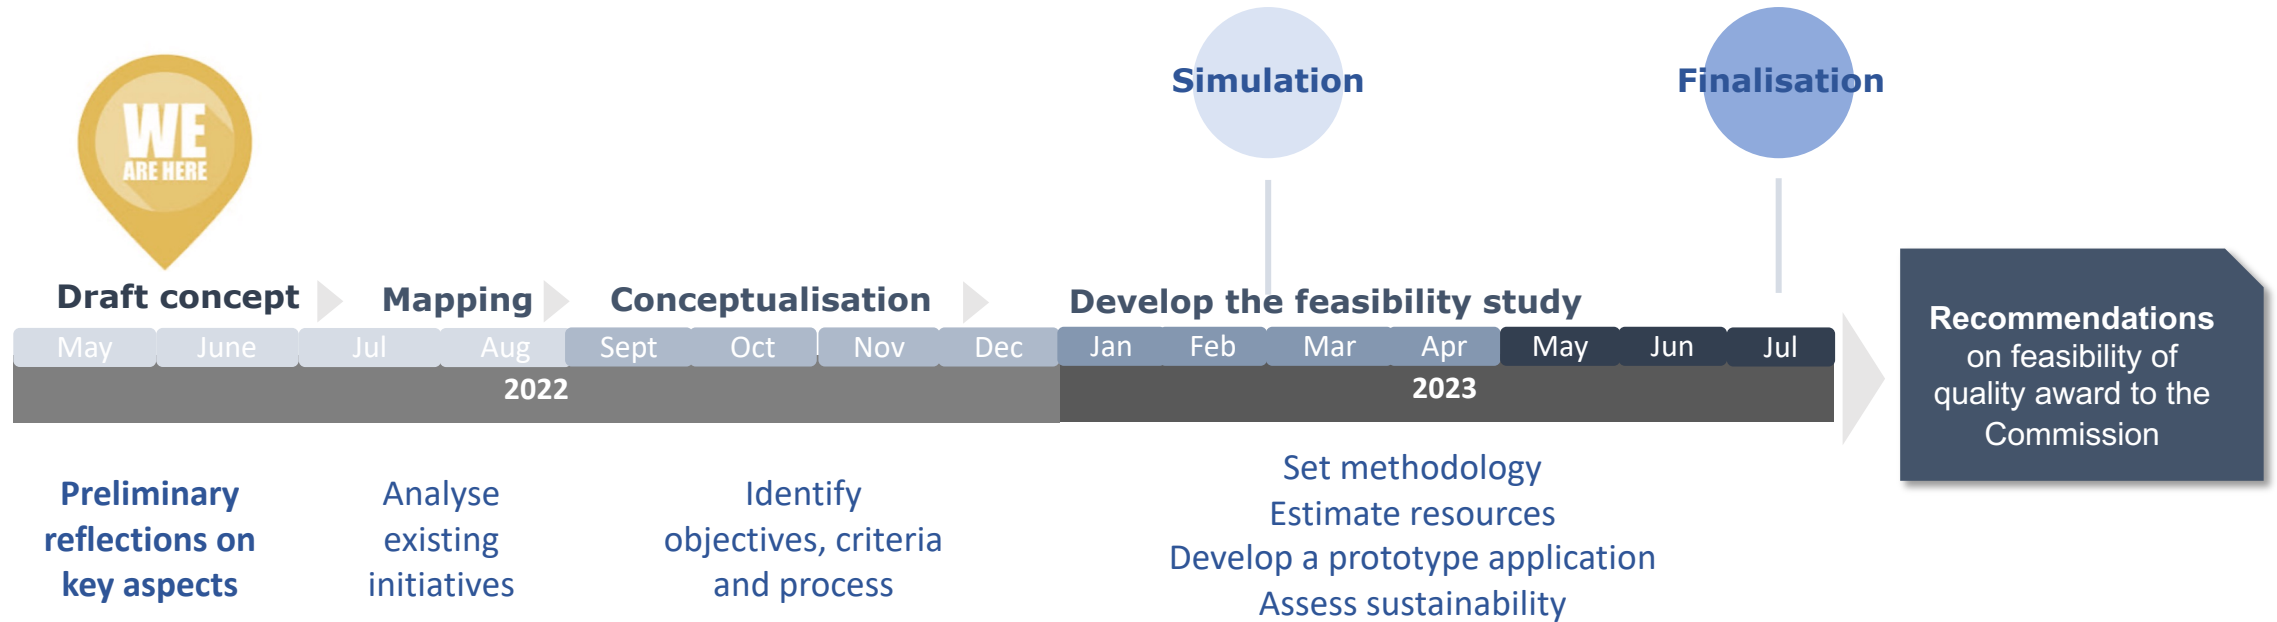 WE
ARE HERE
Simulation
Finalisation
Draft concept
Mapping
Conceptualisation
Develop the feasibility study
May June Jul Aug Sept Oct Nov Dec Jan Feb Mar Apr May Jun Jul
2022
2023
Recommendations
on feasibility of
quality award to the
Commission
Preliminary
reflections on
key aspects
Analyse
existing
initiatives
Identify
objectives, criteria
and process
Set methodology
Estimate resources
Develop a prototype application
Assess sustainability